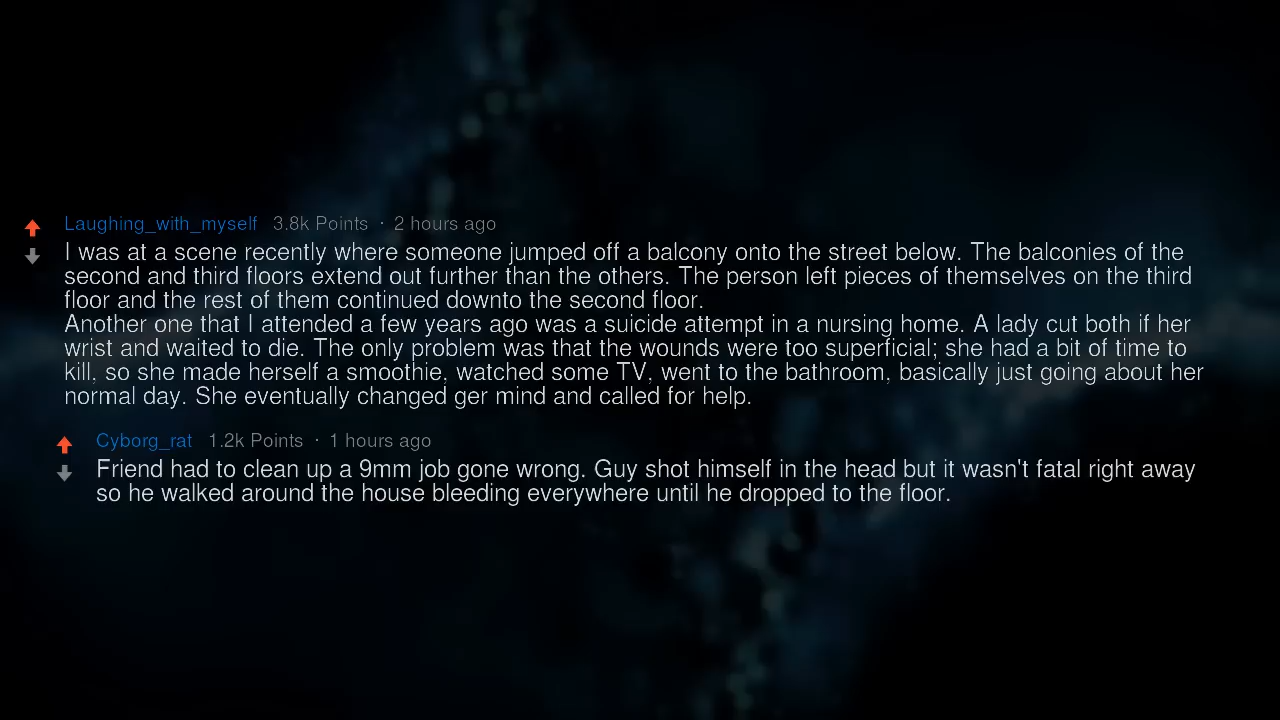 Laughing_with_myself 3.8k Points · 2 hours ago
I was at a scene recently where someone jumped off a balcony onto the street below. The balconies of the
second and third floors extend out further than the others. The person left pieces of themselves on the third
floor and the rest of them continued downto the second floor.
Another one that I attended a few years ago was a suicide attempt in a nursing home. A lady cut both if her
wrist and waited to die. The only problem was that the wounds were too superficial; she had a bit of time to
kill, so she made herself a smoothie, watched some TV, went to the bathroom, basically just going about her
normal day. She eventually changed ger mind and called for help.
Cyborg_rat 1.2k Points · 1 hours ago
Friend had to clean up a 9mm job gone wrong. Guy shot himself in the head but it wasn't fatal right away
so he walked around the house bleeding everywhere until he dropped to the floor.